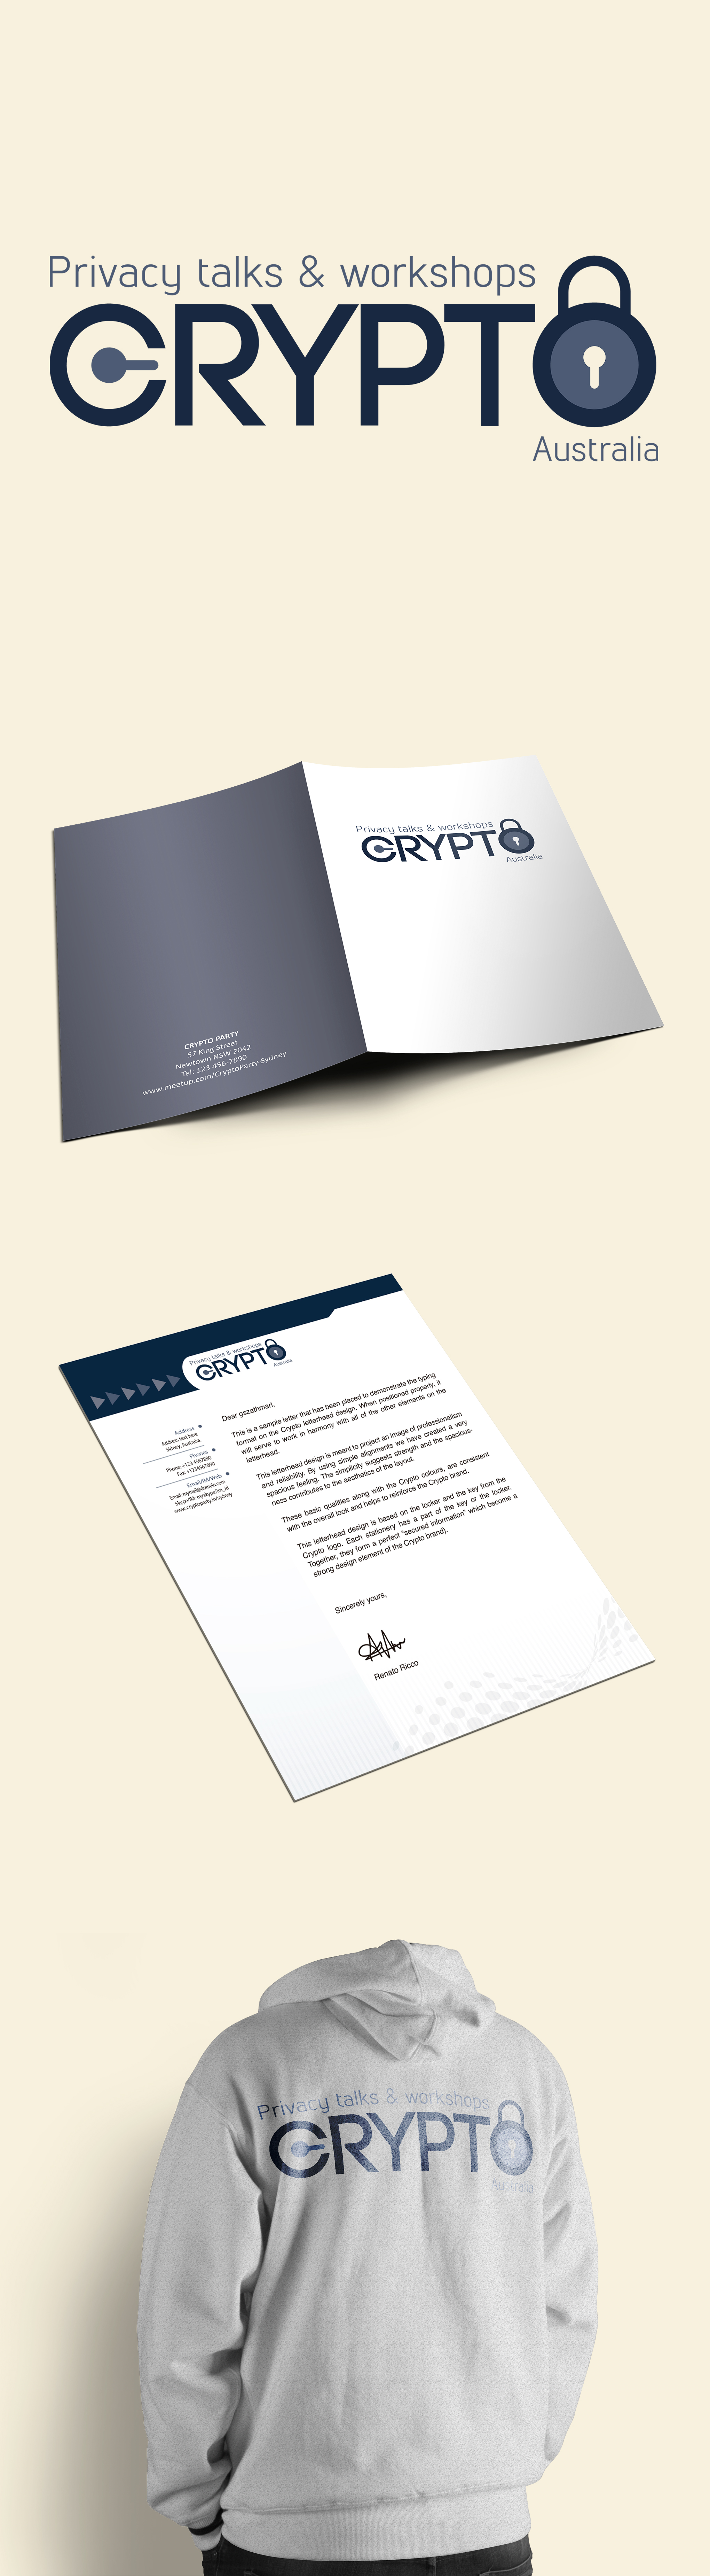 Privacy talks & workshops
CRYPTO
Australia
Privacy talks & workshops
CRYPTO
Australia
CRYPTO PARTY
57 King Street
Newtown NSW 2042
Tel: 123 456-7890
www.meetup.com/CryptoParty-Sydney
Privacy talks & workshops
CRYPTO
Australia
Address
Address text here
Sidney, Australia.
Phones
Phone: +123 4567890
Fax: +1234567890
Email/IM/Web
Email: mymail@domain.com
www.cryptoparty.in/sydney
Dear gszathmari,
This is a sample letter that has been placed to demonstrate the typing
format on the Crypto letterhead design. When positioned properly, it
will serve to work in harmony with all of the other elements on the
letterhead.
This letterhead design is meant to project an image of professionalism
and reliability. By using simple alignments we have created a very
spacious feeling. The simplicity suggests strength and the spacious-
ness contributes to the aesthetics of the layout.
These basic qualities along with the Crypto colours, are consistent
with the overall look and helps to reinforce the Crypto brand.
This letterhead design is based on the locker and the key from the
Crypto logo. Each stationery has a part of the key or the locker.
Together, they form a perfect "secured information" which become a
strong design element of the Crypto brand).
Sincerely yours,
Renato Ricco
Privacy talks & workshops
CRYPTO
Australia